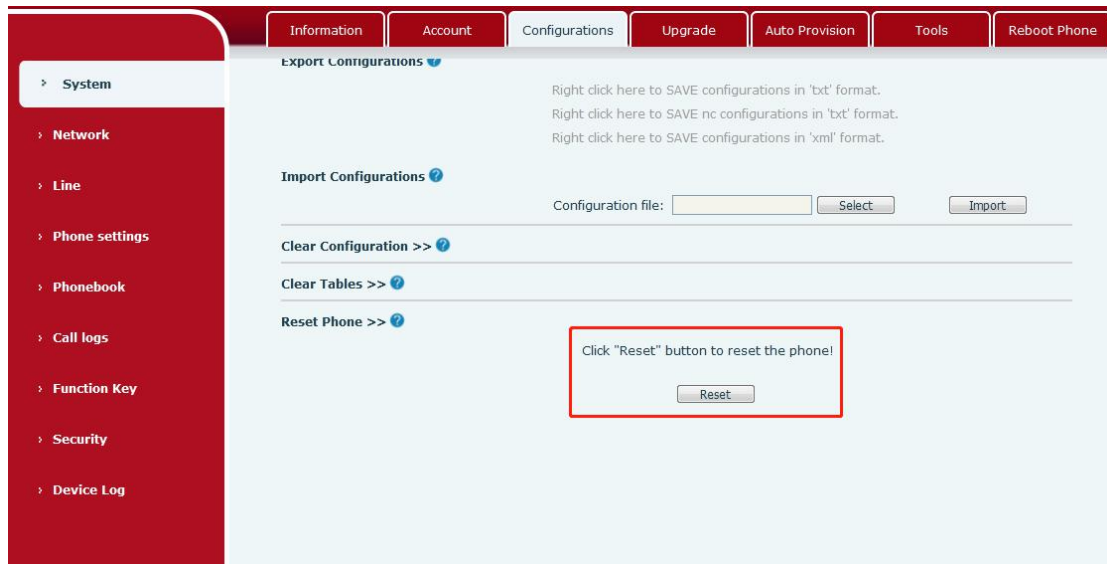 Information Account Configurations Upgrade Auto Provision Tools Reboot Phone
System
Network
Line
Phone settings
Phonebook
Call logs
Function Key
Security
Device Log
Export Configurations
Right click here to SAVE configurations in 'txt' format.
Right click here to SAVE nc configurations in 'txt' format.
Right click here to SAVE configurations in 'xml' format.
Import Configurations
Configuration file: Select Import
Clear Configuration >>
Clear Tables >>
Reset Phone >>
Click "Reset" button to reset the phone!
Reset